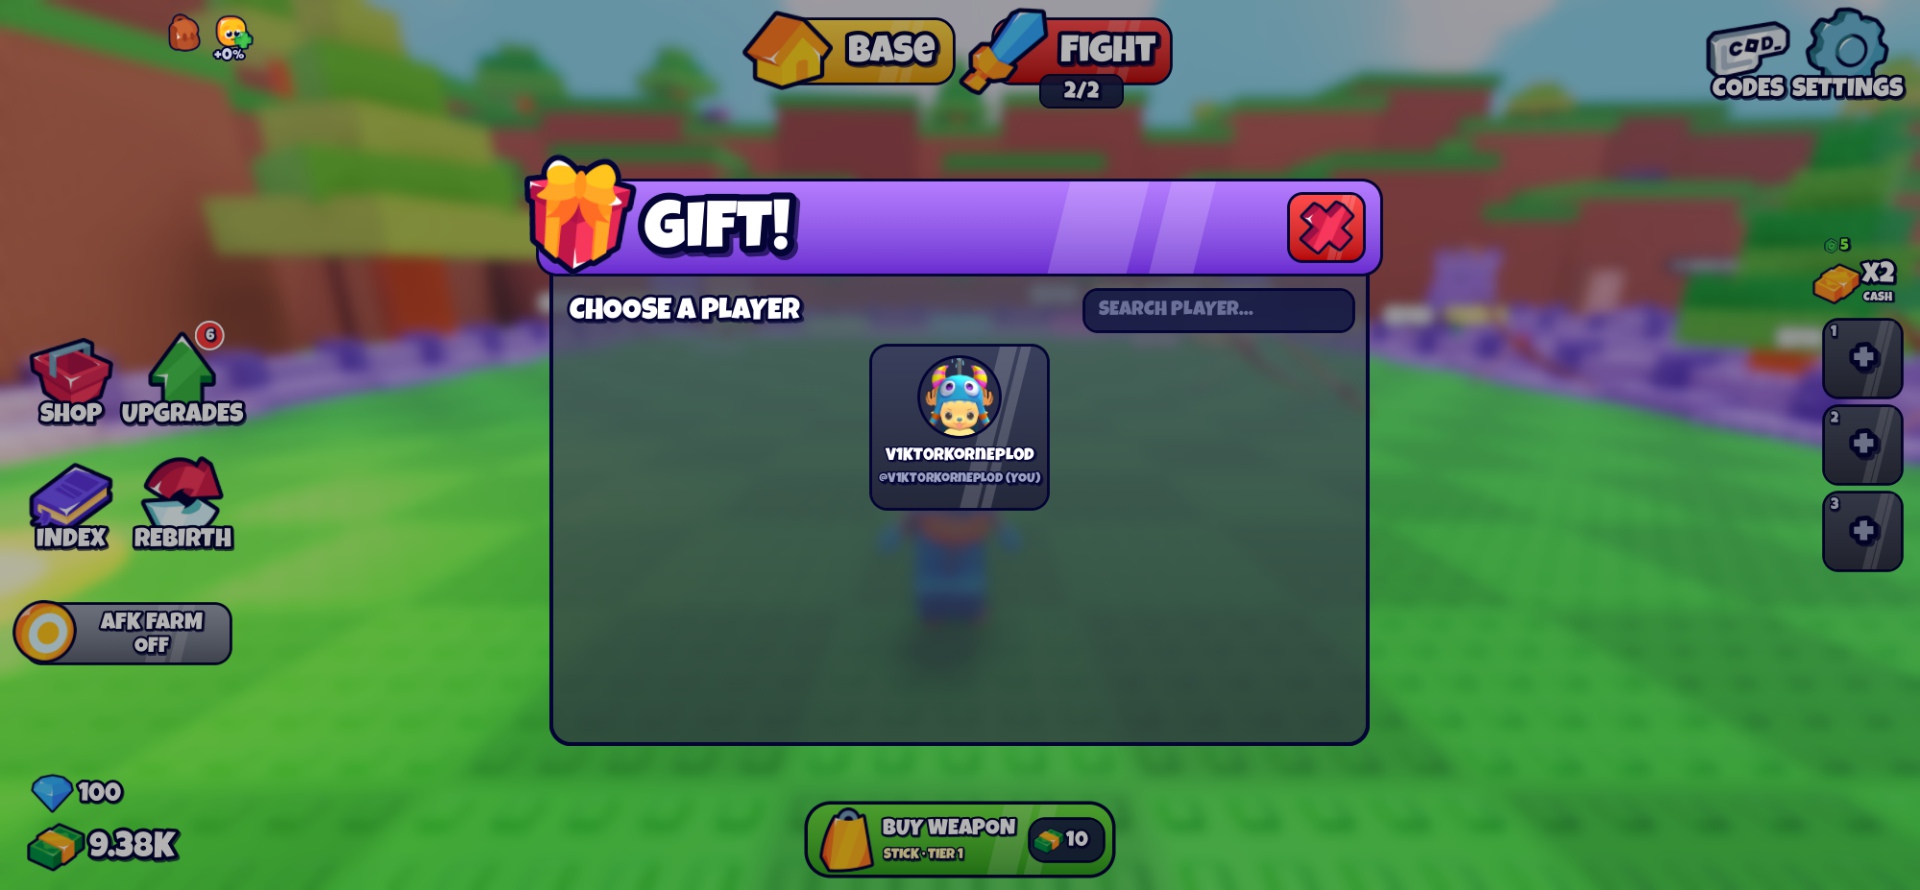 +0%
BASE
FIGHT
2/2
COD_
CODES
SETTINGS
GIFT!
CHOOSE A PLAYER
SEARCH PLAYER...
V1KTORKORNEPLOD
@V1KTORKORNEPLOD (YOU)
5
X2
CASH
1
2
3
6
SHOP
UPGRADES
INDEX
REBIRTH
AFK FARM
OFF
100
9.38K
BUY WEAPON
STICK · TIER 1
10